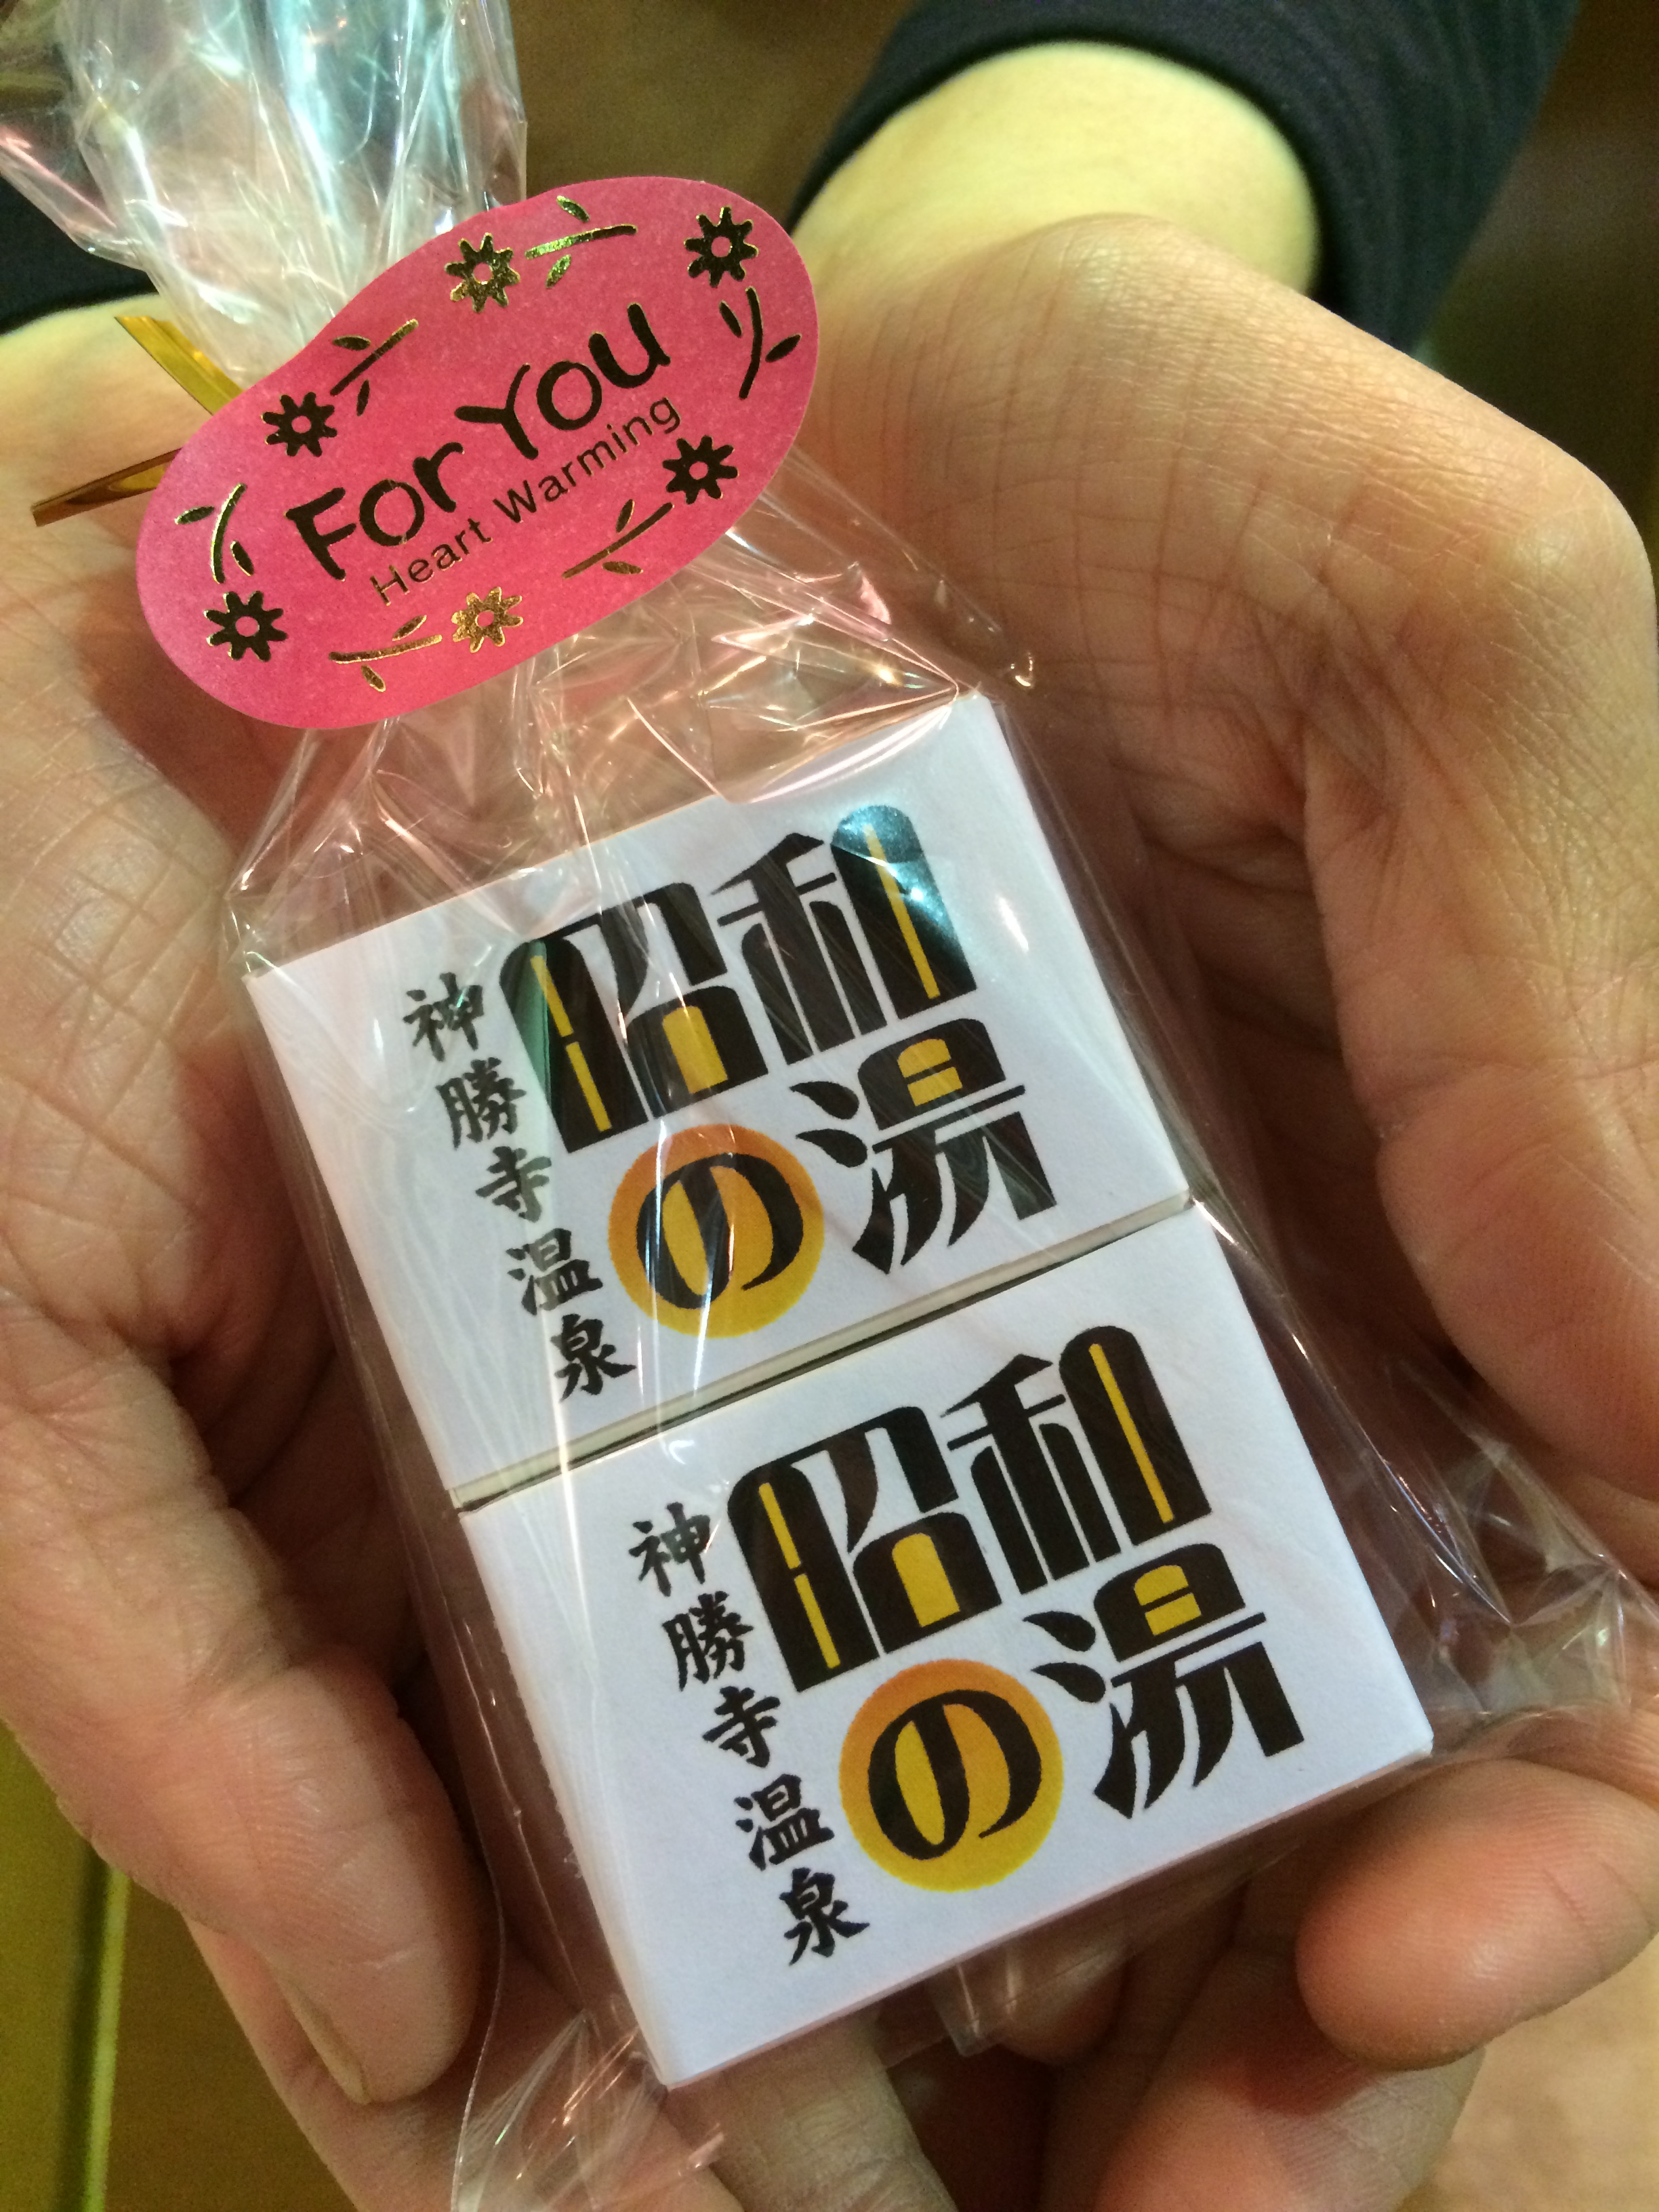 For You
Heart Warming
昭和
の湯
神勝寺温泉
昭和
の湯
神勝寺温泉